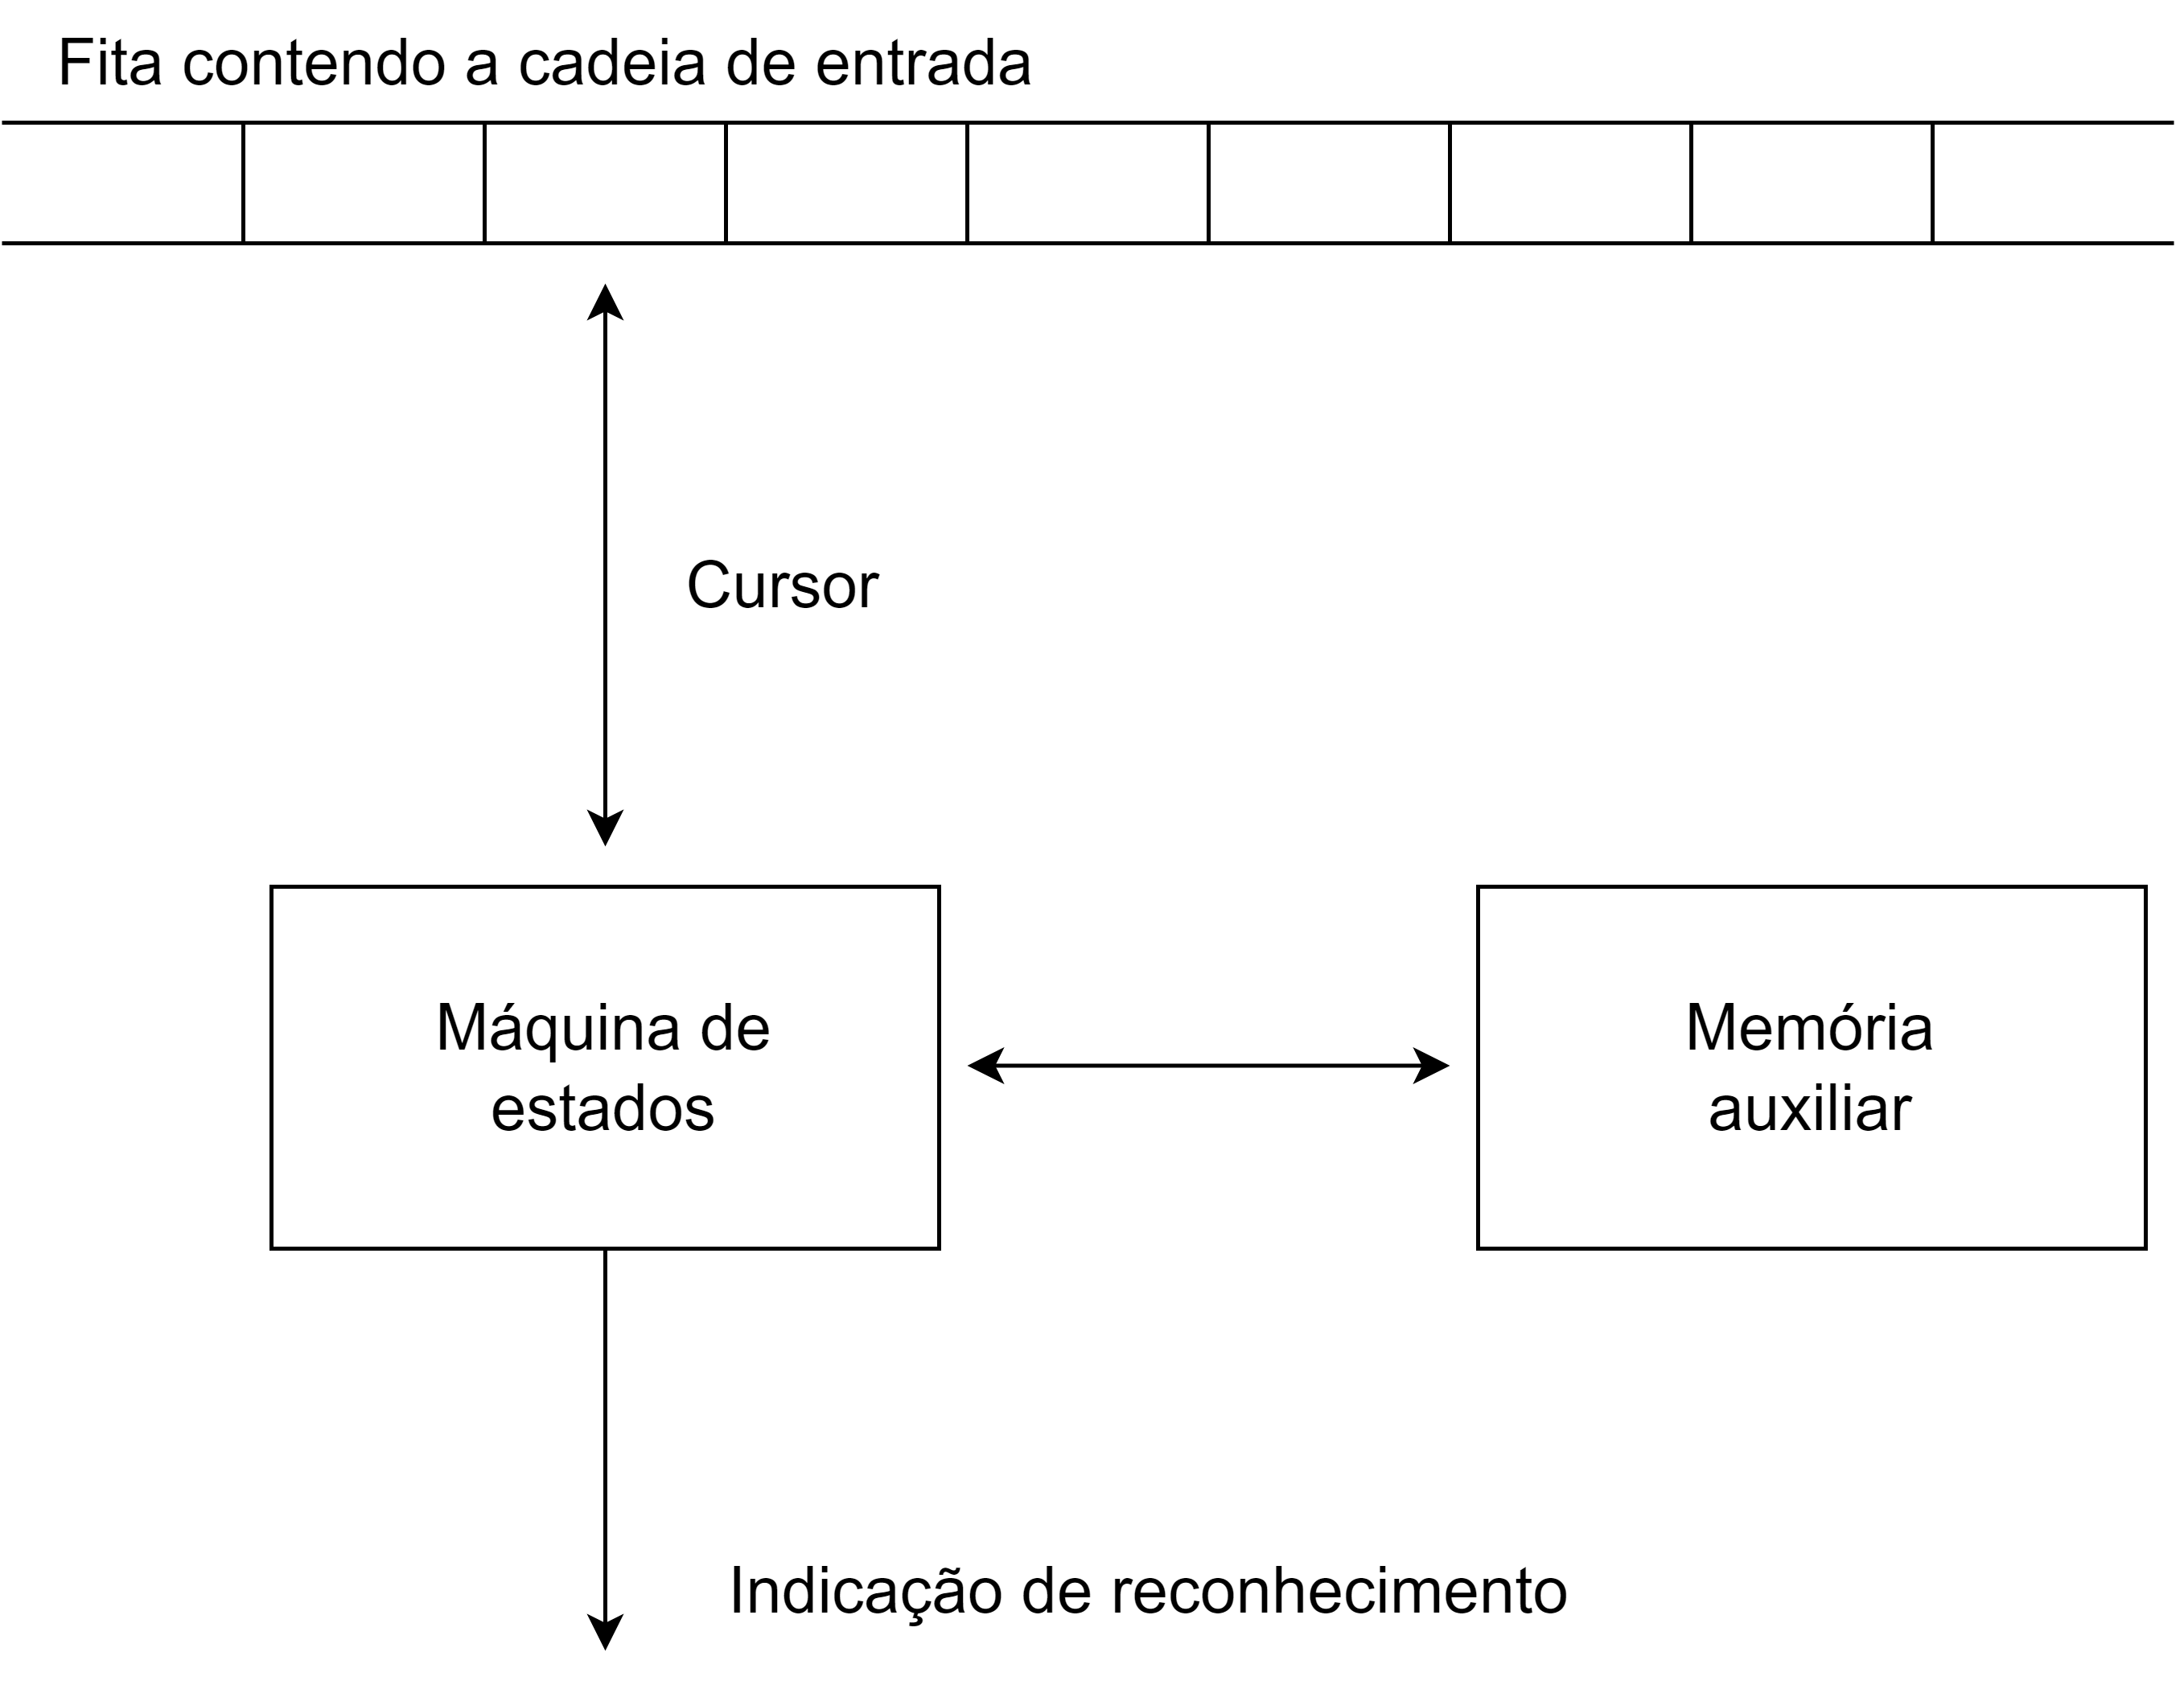 Fita contendo a cadeia de entrada
Cursor
Máquina de
estados
Memória
auxiliar
Indicação de reconhecimento